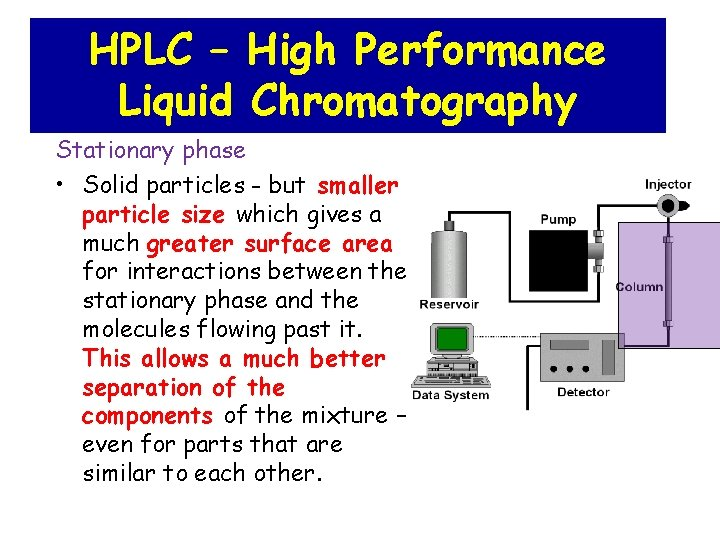 HPLC – High Performance
Liquid Chromatography
Stationary phase
• Solid particles - but smaller
particle size which gives a
much greater surface area
for interactions between the
stationary phase and the
molecules flowing past it.
This allows a much better
separation of the
components of the mixture –
even for parts that are
similar to each other.
Injector
Pump
Column
Reservoir
Data System
Detector